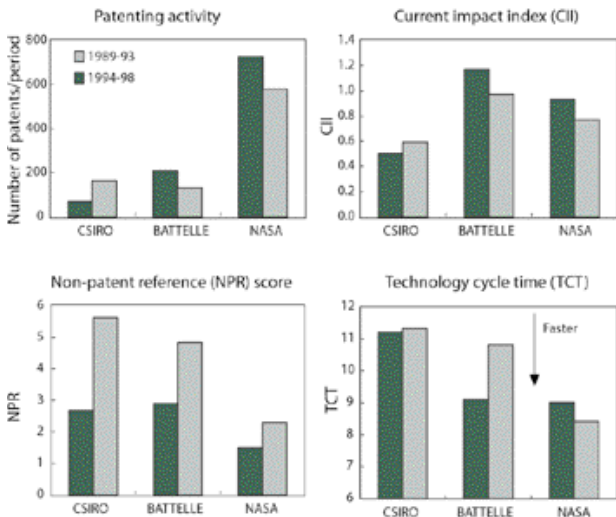 Patenting activity
Number of patents/period
800
600
400
200
0
1989-93
1994-98
CSIRO BATTELLE NASA
Current impact index (CII)
CII
1.4
1.2
1.0
0.8
0.6
0.4
0.2
0.0
CSIRO BATTELLE NASA
Non-patent reference (NPR) score
NPR
6
5
4
3
2
1
0
CSIRO BATTELLE NASA
Technology cycle time (TCT)
TCT
12
11
10
9
8
7
6
Faster
CSIRO BATTELLE NASA